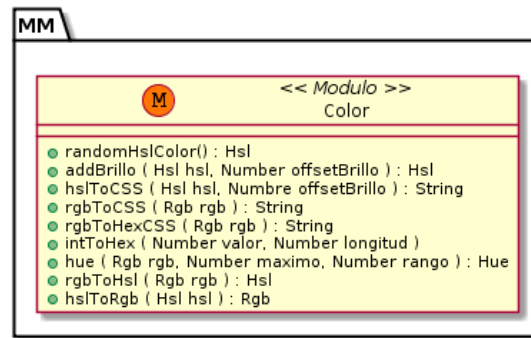 MM
M
<< Modulo >>
Color
randomHslColor() : Hsl
addBrillo ( Hsl hsl, Number offsetBrillo ) : Hsl
hslToCSS ( Hsl hsl, Numbre offsetBrillo ) : String
rgbToCSS ( Rgb rgb ) : String
rgbToHexCSS ( Rgb rgb ) : String
intToHex ( Number valor, Number longitud )
hue ( Rgb rgb, Number maximo, Number rango ) : Hue
rgbToHsl ( Rgb rgb ) : Hsl
hslToRgb ( Hsl hsl ) : Rgb